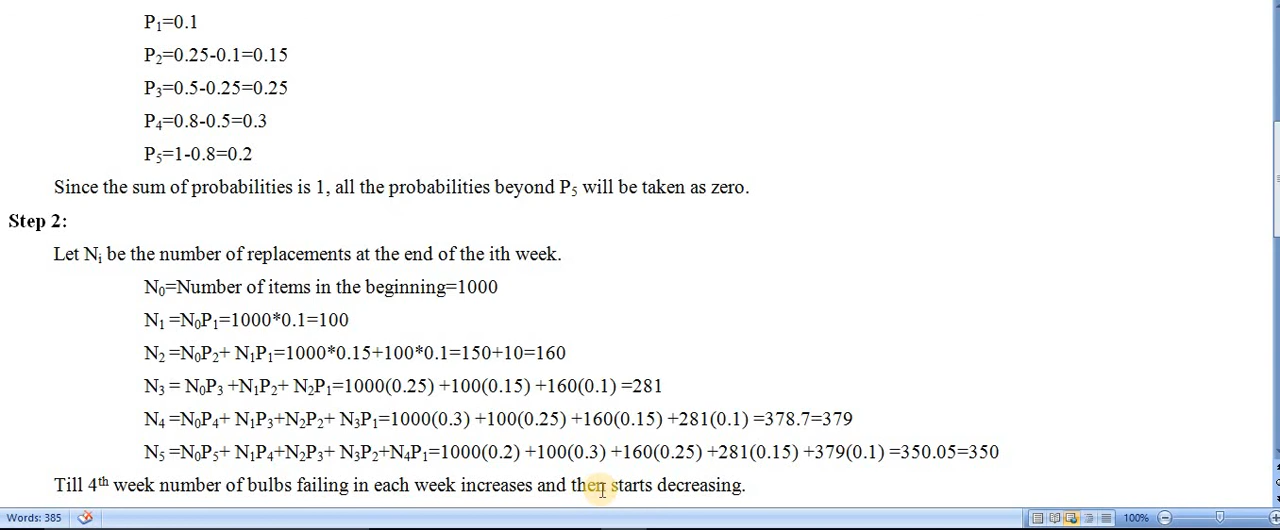 P₁=0.1
P₂=0.25-0.1=0.15
P₃=0.5-0.25=0.25
P₄=0.8-0.5=0.3
P₅=1-0.8=0.2
Since the sum of probabilities is 1, all the probabilities beyond P₅ will be taken as zero.
Step 2:
Let Nᵢ be the number of replacements at the end of the ith week.
N₀=Number of items in the beginning=1000
N₁ =N₀P₁=1000*0.1=100
N₂ =N₀P₂+ N₁P₁=1000*0.15+100*0.1=150+10=160
N₃ = N₀P₃ +N₁P₂+ N₂P₁=1000(0.25) +100(0.15) +160(0.1) =281
N₄ =N₀P₄+ N₁P₃+N₂P₂+ N₃P₁=1000(0.3) +100(0.25) +160(0.15) +281(0.1) =378.7=379
N₅ =N₀P₅+ N₁P₄+N₂P₃+ N₃P₂+N₄P₁=1000(0.2) +100(0.3) +160(0.25) +281(0.15) +379(0.1) =350.05=350
Till 4ᵗʰ week number of bulbs failing in each week increases and then starts decreasing.
Words: 385
100%